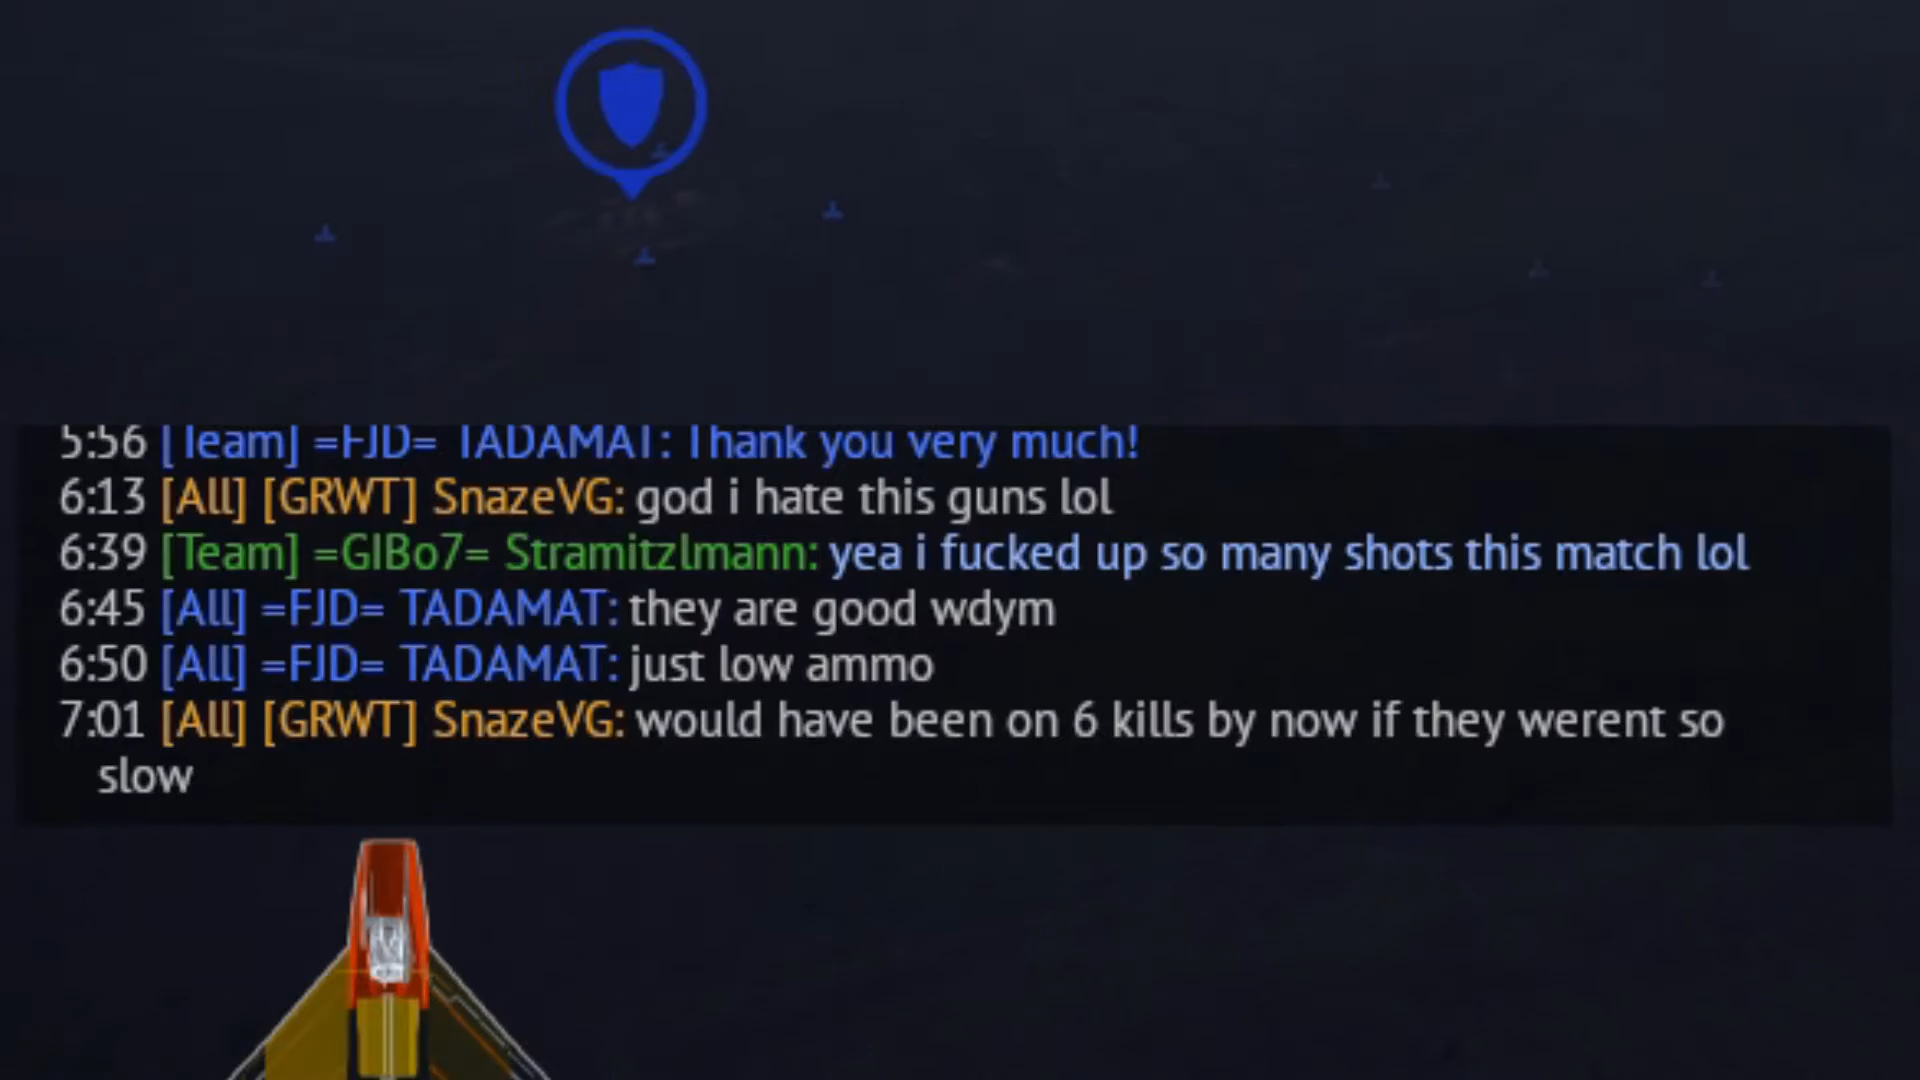 5:56 [Team] =FJD= TADAMAT: Thank you very much!
6:13 [All] [GRWT] SnazeVG: god i hate this guns lol
6:39 [Team] =GIBo7= Stramitzlmann: yea i fucked up so many shots this match lol
6:45 [All] =FJD= TADAMAT: they are good wdym
6:50 [All] =FJD= TADAMAT: just low ammo
7:01 [All] [GRWT] SnazeVG: would have been on 6 kills by now if they werent so
slow